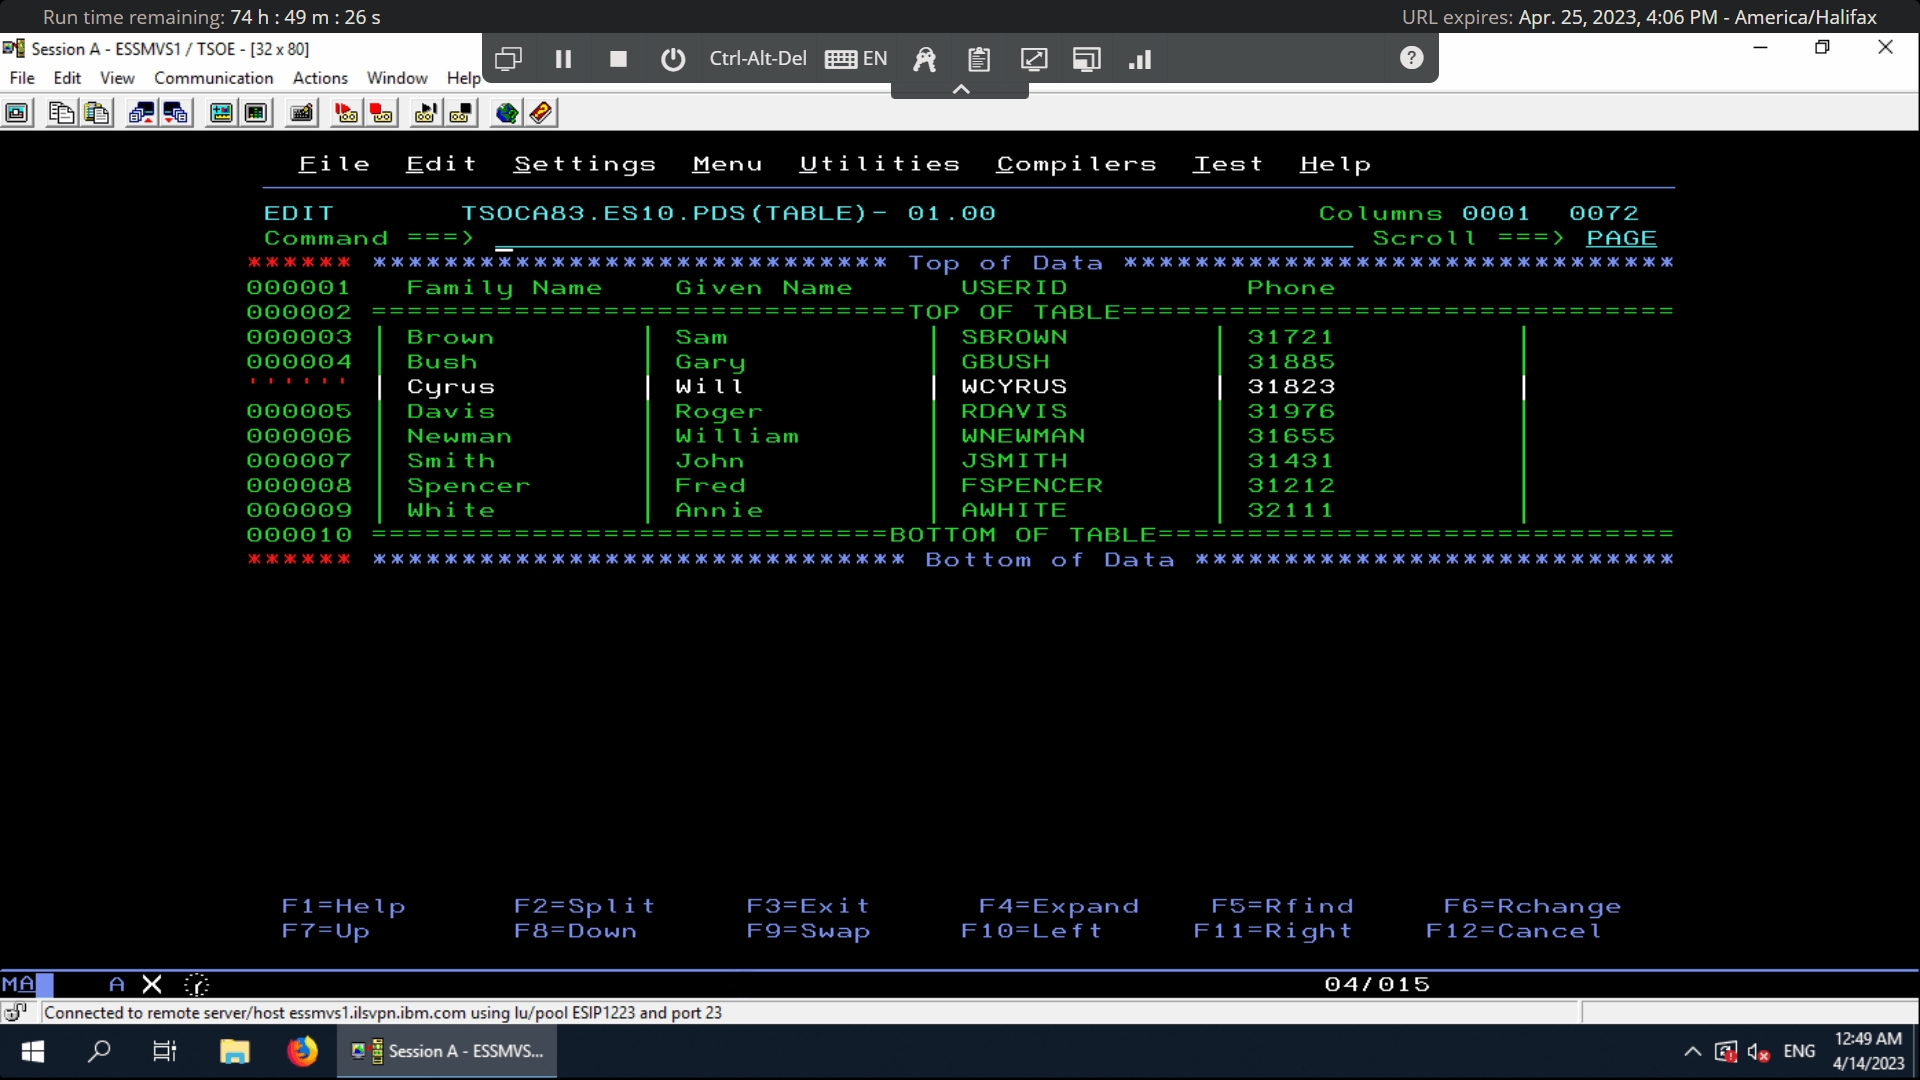 Run time remaining: 74 h : 49 m : 26 s URL expires: Apr. 25, 2023, 4:06 PM - America/Halifax
Session A - ESSMVS1 / TSOE - [32 x 80]
Ctrl-Alt-Del EN ?
File Edit View Communication Actions Window Help
File Edit Settings Menu Utilities Compilers Test Help
EDIT TSOCA83.ES10.PDS(TABLE)- 01.00 Columns 0001 0072
Command ===> Scroll ===> PAGE
****** ***************************** Top of Data *******************************
000001 Family Name Given Name USERID Phone
000002 ==============================TOP OF TABLE===============================
000003 | Brown | Sam | SBROWN | 31721 |
000004 | Bush | Gary | GBUSH | 31885 |
'''''' | Cyrus | Will | WCYRUS | 31823 |
000005 | Davis | Roger | RDAVIS | 31976 |
000006 | Newman | William | WNEWMAN | 31655 |
000007 | Smith | John | JSMITH | 31431 |
000008 | Spencer | Fred | FSPENCER | 31212 |
000009 | White | Annie | AWHITE | 32111 |
000010 =============================BOTTOM OF TABLE=============================
****** ****************************** Bottom of Data ***************************
F1=Help F2=Split F3=Exit F4=Expand F5=Rfind F6=Rchange
F7=Up F8=Down F9=Swap F10=Left F11=Right F12=Cancel
MA A X 04/015
Connected to remote server/host essmvs1.ilsvpn.ibm.com using lu/pool ESIP1223 and port 23
Session A - ESSMVS... ENG 12:49 AM
4/14/2023